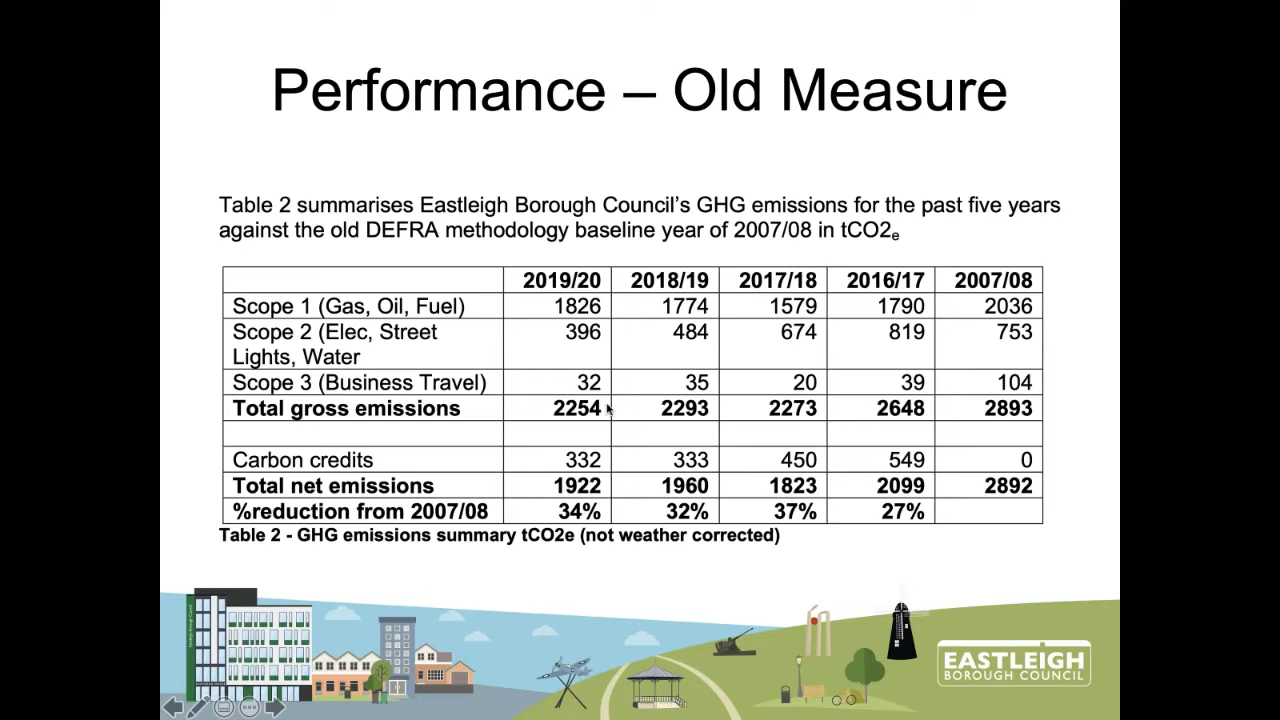 Performance – Old Measure
Table 2 summarises Eastleigh Borough Council's GHG emissions for the past five years
against the old DEFRA methodology baseline year of 2007/08 in tCO2e
2019/20 2018/19 2017/18 2016/17 2007/08
Scope 1 (Gas, Oil, Fuel) 1826 1774 1579 1790 2036
Scope 2 (Elec, Street 396 484 674 819 753
Lights, Water
Scope 3 (Business Travel) 32 35 20 39 104
Total gross emissions 2254 2293 2273 2648 2893
Carbon credits 332 333 450 549 0
Total net emissions 1922 1960 1823 2099 2892
%reduction from 2007/08 34% 32% 37% 27%
Table 2 - GHG emissions summary tCO2e (not weather corrected)
EASTLEIGH
BOROUGH COUNCIL